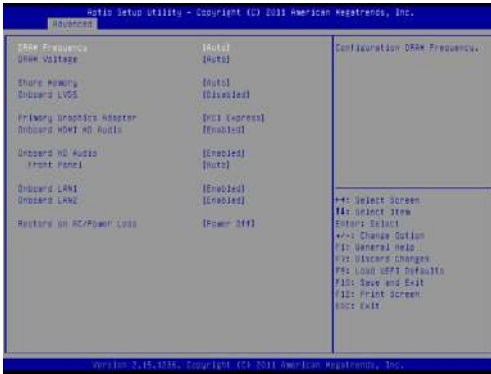 Aptio Setup Utility - Copyright (C) 2011 American Megatrends, Inc.
Advanced
DRAM Frequency [Auto]
DRAM Voltage [Auto]
Share Memory [Auto]
Onboard LVDS [Disabled]
Primary Graphics Adapter [PCI Express]
Onboard HDMI HD Audio [Enabled]
Onboard HD Audio [Enabled]
Front Panel [Auto]
Onboard LAN1 [Enabled]
Onboard LAN2 [Enabled]
Restore on AC/Power Loss [Power Off]
Configuration DRAM Frequency.
: Select Screen
: Select Item
Enter: Select
+/-: Change Option
F1: General Help
F7: Discard Changes
F9: Load UEFI Defaults
F10: Save and Exit
F12: Print Screen
ESC: Exit
Version 2.15.1236. Copyright (C) 2011 American Megatrends, Inc.